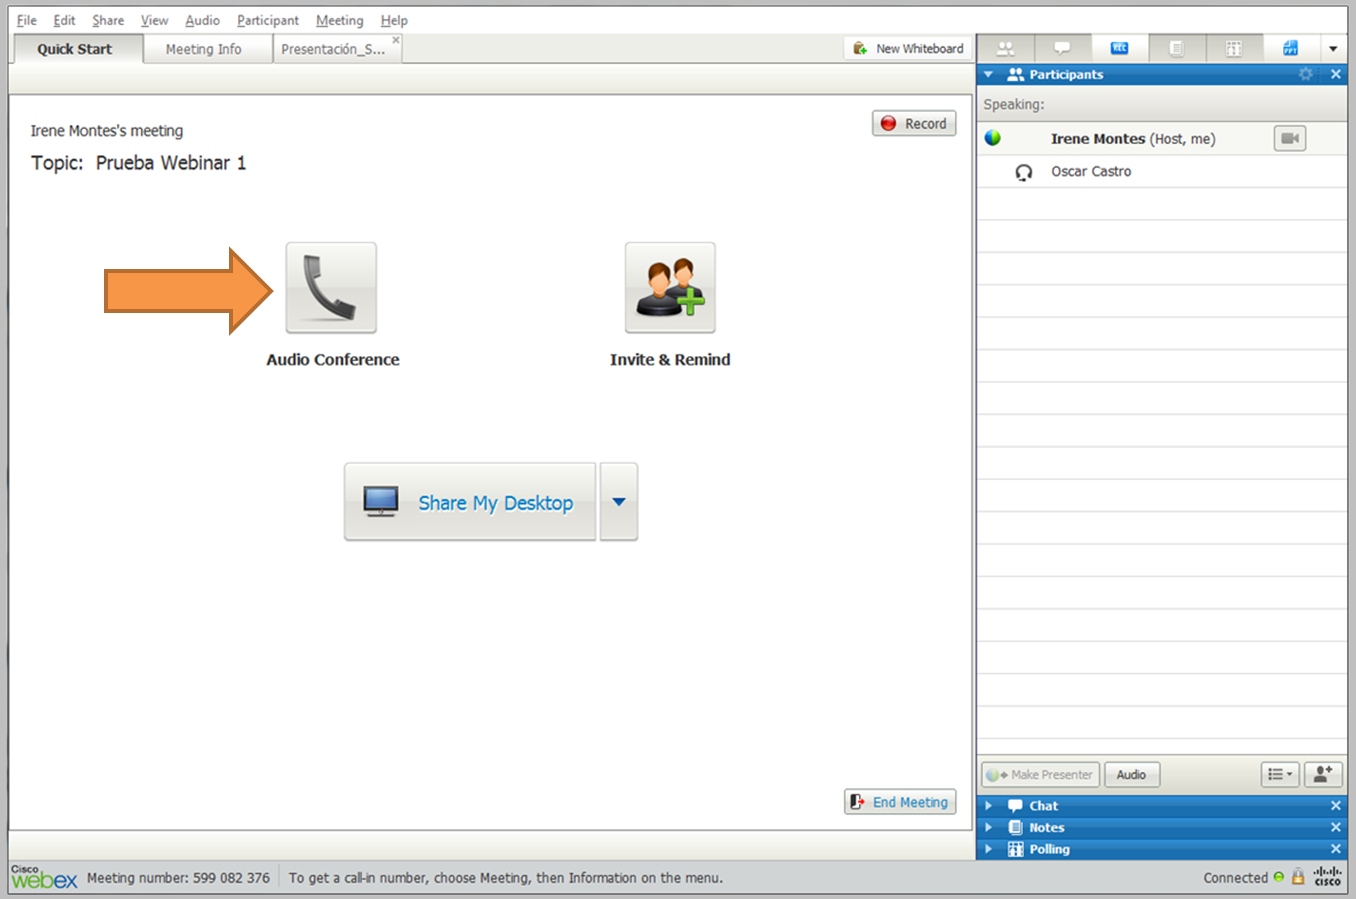 File Edit Share View Audio Participant Meeting Help
Quick Start Meeting Info Presentación_S... New Whiteboard
REC PPT
Participants
Speaking:
Irene Montes's meeting
Record
Topic: Prueba Webinar 1
Irene Montes (Host, me)
Oscar Castro
Audio Conference Invite & Remind
Share My Desktop
Make Presenter Audio
End Meeting
Chat
Notes
Polling
Cisco webex Meeting number: 599 082 376 To get a call-in number, choose Meeting, then Information on the menu. Connected CISCO